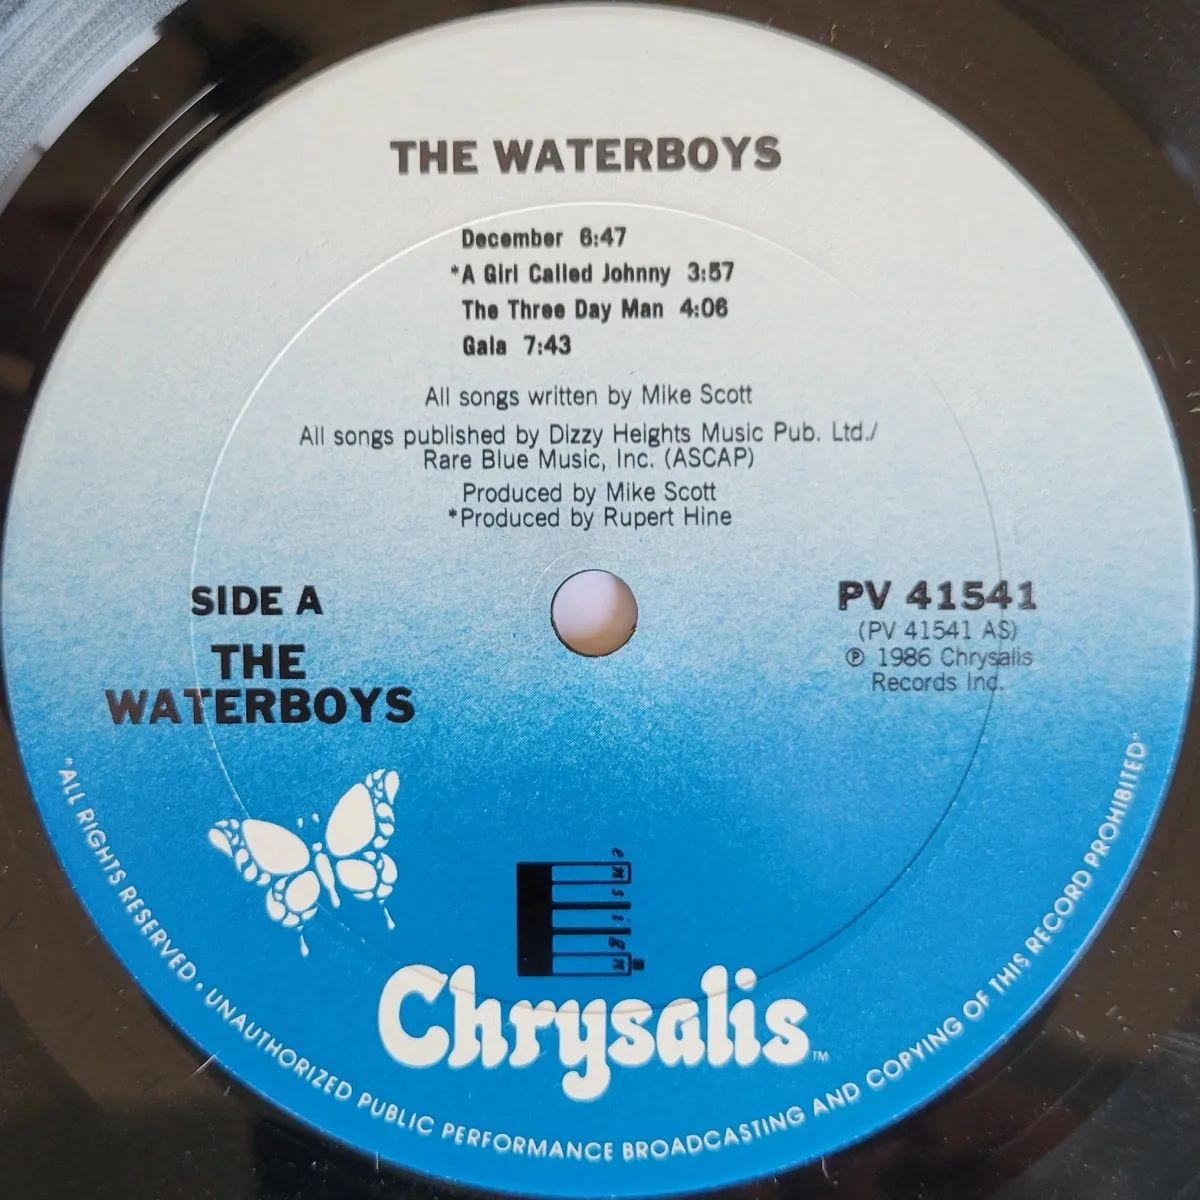 THE WATERBOYS
December 6:47
*A Girl Called Johnny 3:57
The Three Day Man 4:06
Gala 7:43
All songs written by Mike Scott
All songs published by Dizzy Heights Music Pub. Ltd./
Rare Blue Music, Inc. (ASCAP)
Produced by Mike Scott
*Produced by Rupert Hine
SIDE A
THE
WATERBOYS
PV 41541
(PV 41541 AS)
℗ 1986 Chrysalis
Records Inc.
ensign
Chrysalis™
"ALL RIGHTS RESERVED • UNAUTHORIZED PUBLIC PERFORMANCE BROADCASTING AND COPYING OF THIS RECORD PROHIBITED"